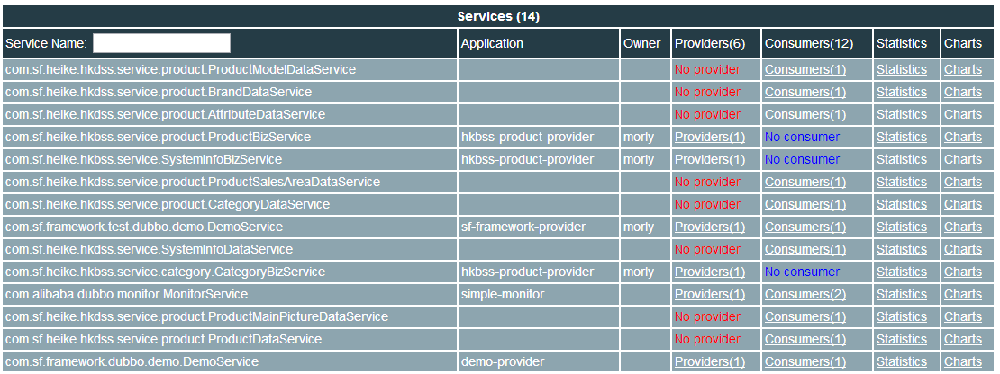 Services (14)
Service Name: Application Owner Providers(6) Consumers(12) Statistics Charts
com.sf.heike.hkdss.service.product.ProductModelDataService No provider Consumers(1) Statistics Charts
com.sf.heike.hkdss.service.product.BrandDataService No provider Consumers(1) Statistics Charts
com.sf.heike.hkdss.service.product.AttributeDataService No provider Consumers(1) Statistics Charts
com.sf.heike.hkbss.service.product.ProductBizService hkbss-product-provider morly Providers(1) No consumer Statistics Charts
com.sf.heike.hkbss.service.SystemInfoBizService hkbss-product-provider morly Providers(1) No consumer Statistics Charts
com.sf.heike.hkdss.service.product.ProductSalesAreaDataService No provider Consumers(1) Statistics Charts
com.sf.heike.hkdss.service.product.CategoryDataService No provider Consumers(1) Statistics Charts
com.sf.framework.test.dubbo.demo.DemoService sf-framework-provider morly Providers(1) Consumers(1) Statistics Charts
com.sf.heike.hkdss.service.SystemInfoDataService No provider Consumers(1) Statistics Charts
com.sf.heike.hkbss.service.category.CategoryBizService hkbss-product-provider morly Providers(1) No consumer Statistics Charts
com.alibaba.dubbo.monitor.MonitorService simple-monitor Providers(1) Consumers(2) Statistics Charts
com.sf.heike.hkdss.service.product.ProductMainPictureDataService No provider Consumers(1) Statistics Charts
com.sf.heike.hkdss.service.product.ProductDataService No provider Consumers(1) Statistics Charts
com.sf.framework.dubbo.demo.DemoService demo-provider Providers(1) Consumers(1) Statistics Charts